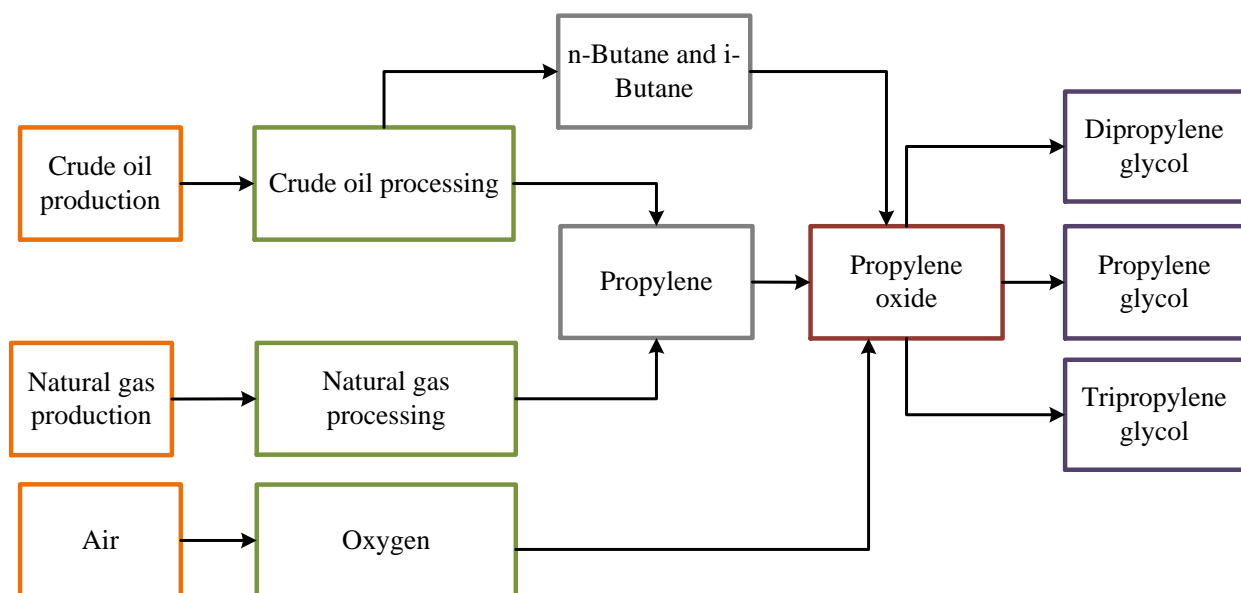 n-Butane and i-
Butane
Crude oil
production
Crude oil processing
Dipropylene
glycol
Propylene
Propylene
oxide
Propylene
glycol
Natural gas
production
Natural gas
processing
Tripropylene
glycol
Air
Oxygen